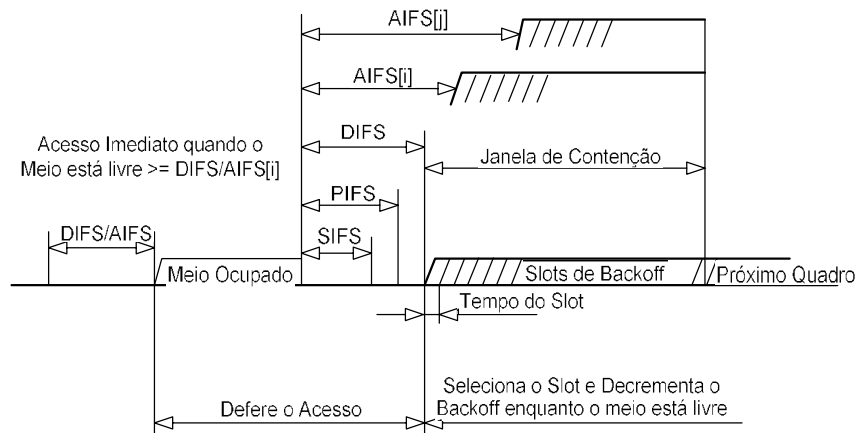 AIFS[j]
AIFS[i]
Acesso Imediato quando o
Meio está livre >= DIFS/AIFS[i]
DIFS
Janela de Contenção
PIFS
DIFS/AIFS
SIFS
Meio Ocupado
Slots de Backoff
Próximo Quadro
Tempo do Slot
Defere o Acesso
Seleciona o Slot e Decrementa o
Backoff enquanto o meio está livre